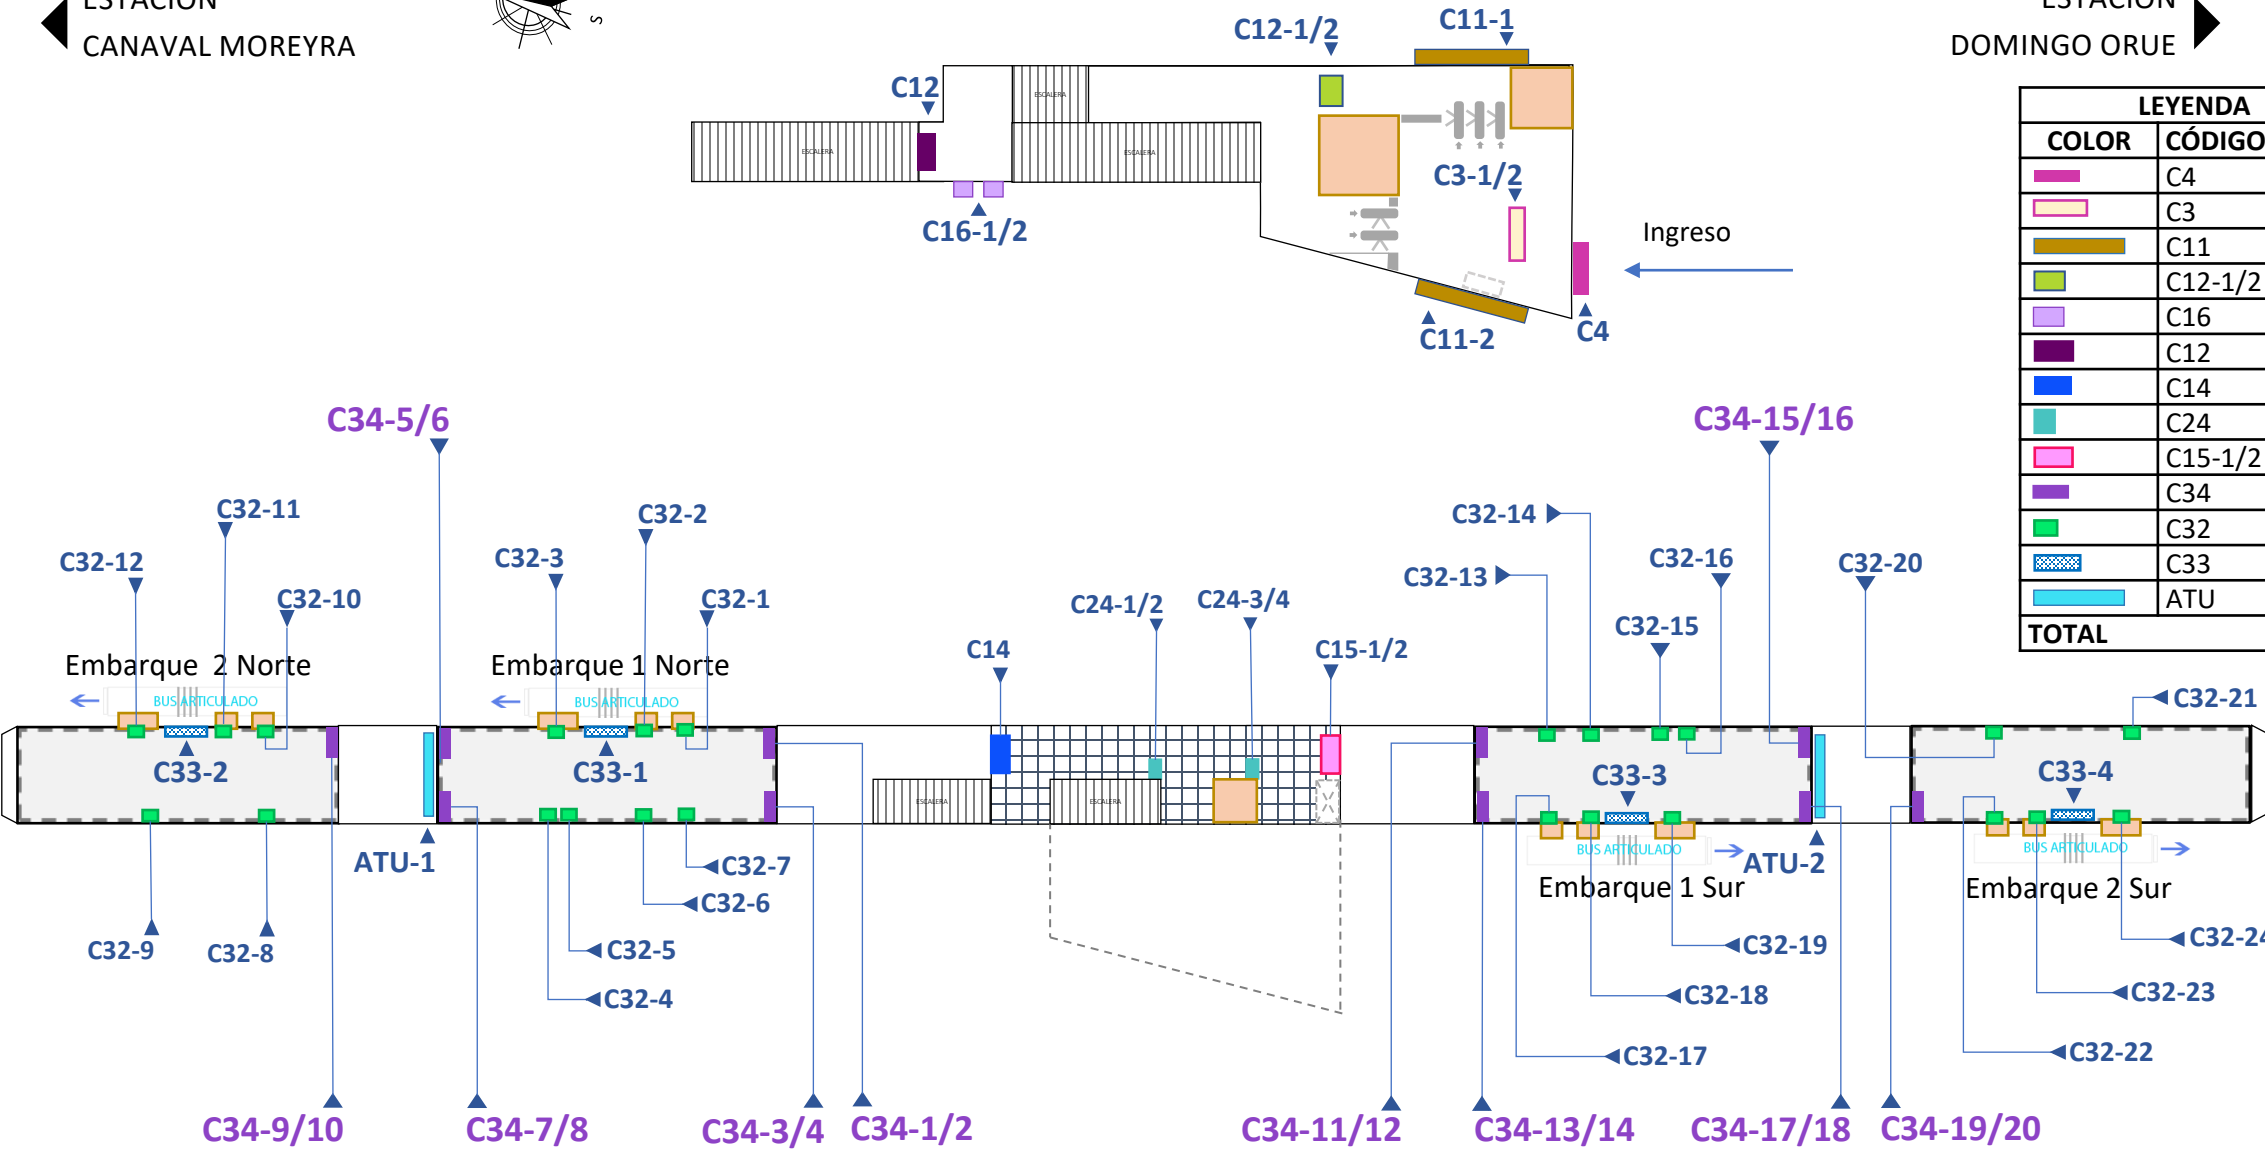 ESTACIÓN
CANAVAL MOREYRA
S
ESTACIÓN
DOMINGO ORUE
C12-1/2
C11-1
C12
ESCALERA
ESCALERA
ESCALERA
C3-1/2
C16-1/2
Ingreso
C11-2
C4
LEYENDA
COLOR CÓDIGO
C4
C3
C11
C12-1/2
C16
C12
C14
C24
C15-1/2
C34
C32
C33
ATU
TOTAL
C34-5/6
C34-15/16
C32-11
C32-2
C32-14
C32-12
C32-3
C32-16
C32-20
C32-13
C32-10
C32-1
C24-1/2
C24-3/4
C32-15
C14
C15-1/2
Embarque 2 Norte
Embarque 1 Norte
BUS ARTICULADO
BUS ARTICULADO
C32-21
C33-2
C33-1
C33-3
C33-4
ESCALERA
ESCALERA
BUS ARTICULADO
BUS ARTICULADO
ATU-1
ATU-2
C32-7
Embarque 1 Sur
Embarque 2 Sur
C32-6
C32-9
C32-8
C32-5
C32-19
C32-24
C32-4
C32-18
C32-23
C32-17
C32-22
C34-9/10
C34-7/8
C34-3/4
C34-1/2
C34-11/12
C34-13/14
C34-17/18
C34-19/20